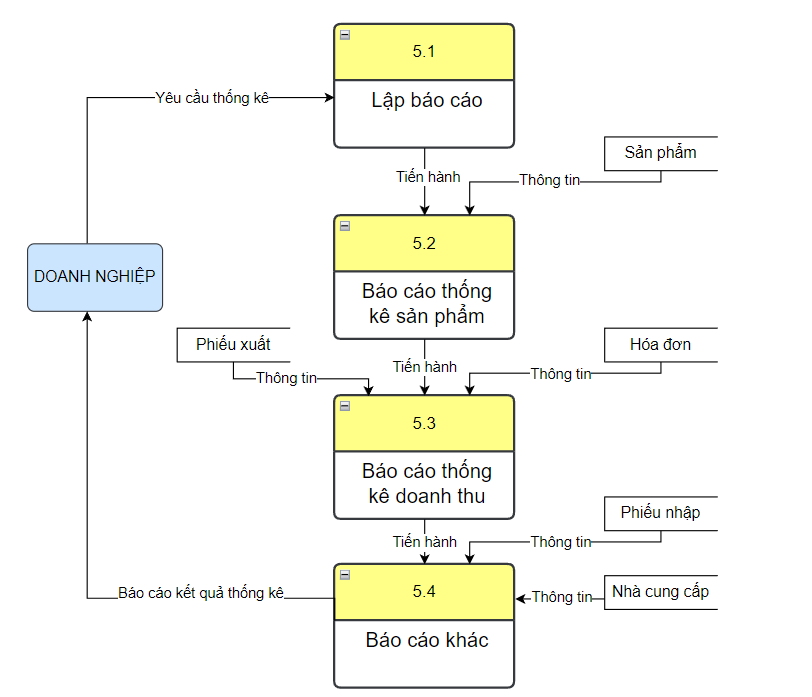 5.1
Yêu cầu thống kê
Lập báo cáo
Sản phẩm
Tiến hành
Thông tin
5.2
DOANH NGHIỆP
Báo cáo thống
kê sản phẩm
Phiếu xuất
Hóa đơn
Tiến hành
Thông tin
Thông tin
5.3
Báo cáo thống
kê doanh thu
Phiếu nhập
Tiến hành
Thông tin
5.4
Báo cáo kết quả thống kê
Thông tin
Nhà cung cấp
Báo cáo khác